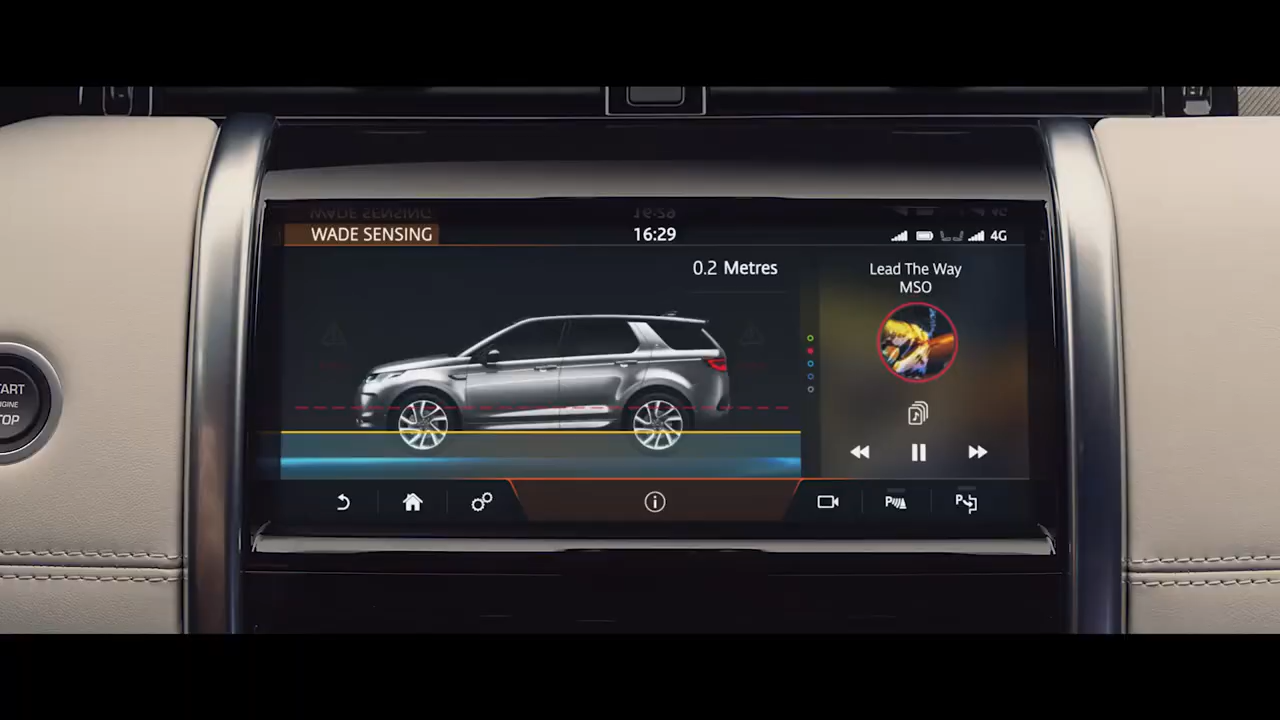 WADE SENSING
16:29
4G
0.2 Metres
Lead The Way
MSO
START
ENGINE
STOP